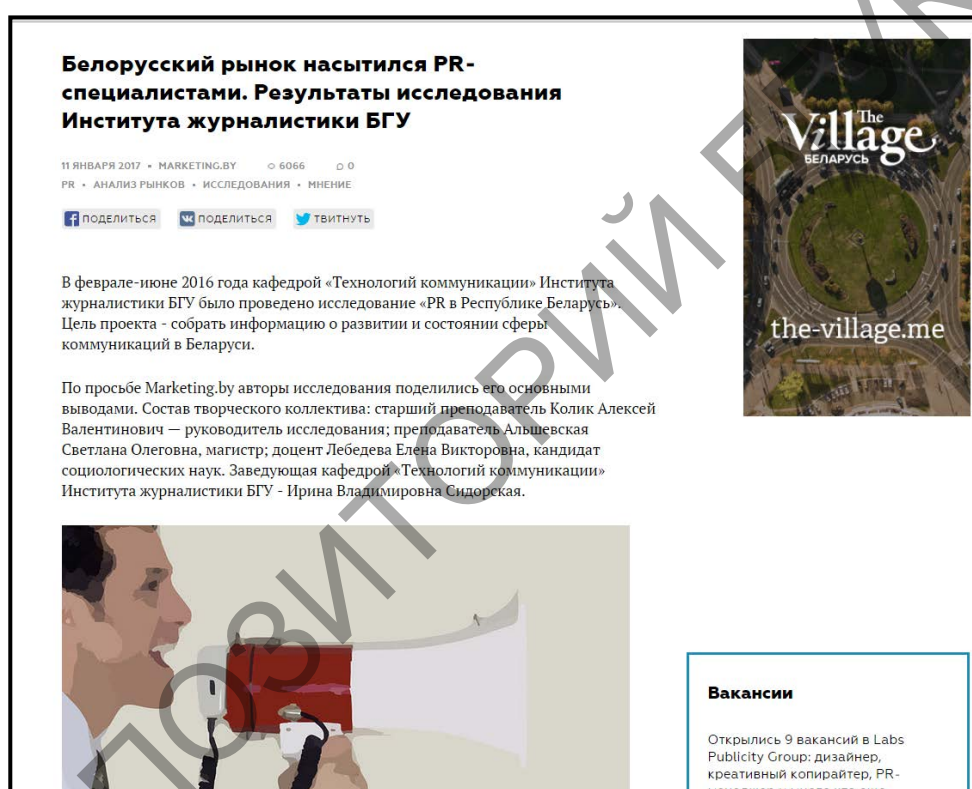 Белорусский рынок насытился PR-
специалистами. Результаты исследования
Института журналистики БГУ
11 ЯНВАРЯ 2017 • MARKETING.BY 6066 0
PR • АНАЛИЗ РЫНКОВ • ИССЛЕДОВАНИЯ • МНЕНИЕ
ПОДЕЛИТЬСЯ ПОДЕЛИТЬСЯ ТВИТНУТЬ
В феврале-июне 2016 года кафедрой «Технологий коммуникации» Института
журналистики БГУ было проведено исследование «PR в Республике Беларусь».
Цель проекта - собрать информацию о развитии и состоянии сферы
коммуникаций в Беларуси.
По просьбе Marketing.by авторы исследования поделились его основными
выводами. Состав творческого коллектива: старший преподаватель Колик Алексей
Валентинович — руководитель исследования; преподаватель Альшевская
Светлана Олеговна, магистр; доцент Лебедева Елена Викторовна, кандидат
социологических наук. Заведующая кафедрой «Технологий коммуникации»
Института журналистики БГУ - Ирина Владимировна Сидорская.
The
Village
БЕЛАРУСЬ
the-village.me
Вакансии
Открылись 9 вакансий в Labs
Publicity Group: дизайнер,
креативный копирайтер, PR-